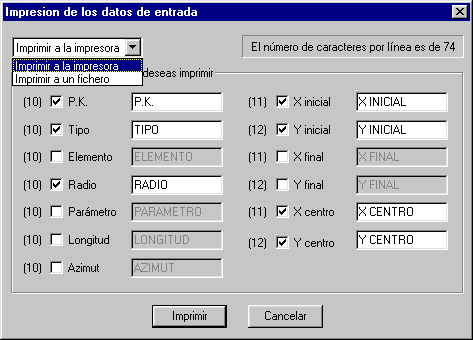 Impresion de los datos de entrada
Imprimir a la impresora
El número de caracteres por línea es de 74
Imprimir a la impresora
Imprimir a un fichero
deseas imprimir
(10) P.K. P.K. (11) X inicial X INICIAL
(10) Tipo TIPO (12) Y inicial Y INICIAL
(10) Elemento ELEMENTO (11) X final X FINAL
(10) Radio RADIO (12) Y final Y FINAL
(10) Parámetro PARAMETRO (11) X centro X CENTRO
(10) Longitud LONGITUD (12) Y centro Y CENTRO
(10) Azimut AZIMUT
Imprimir Cancelar